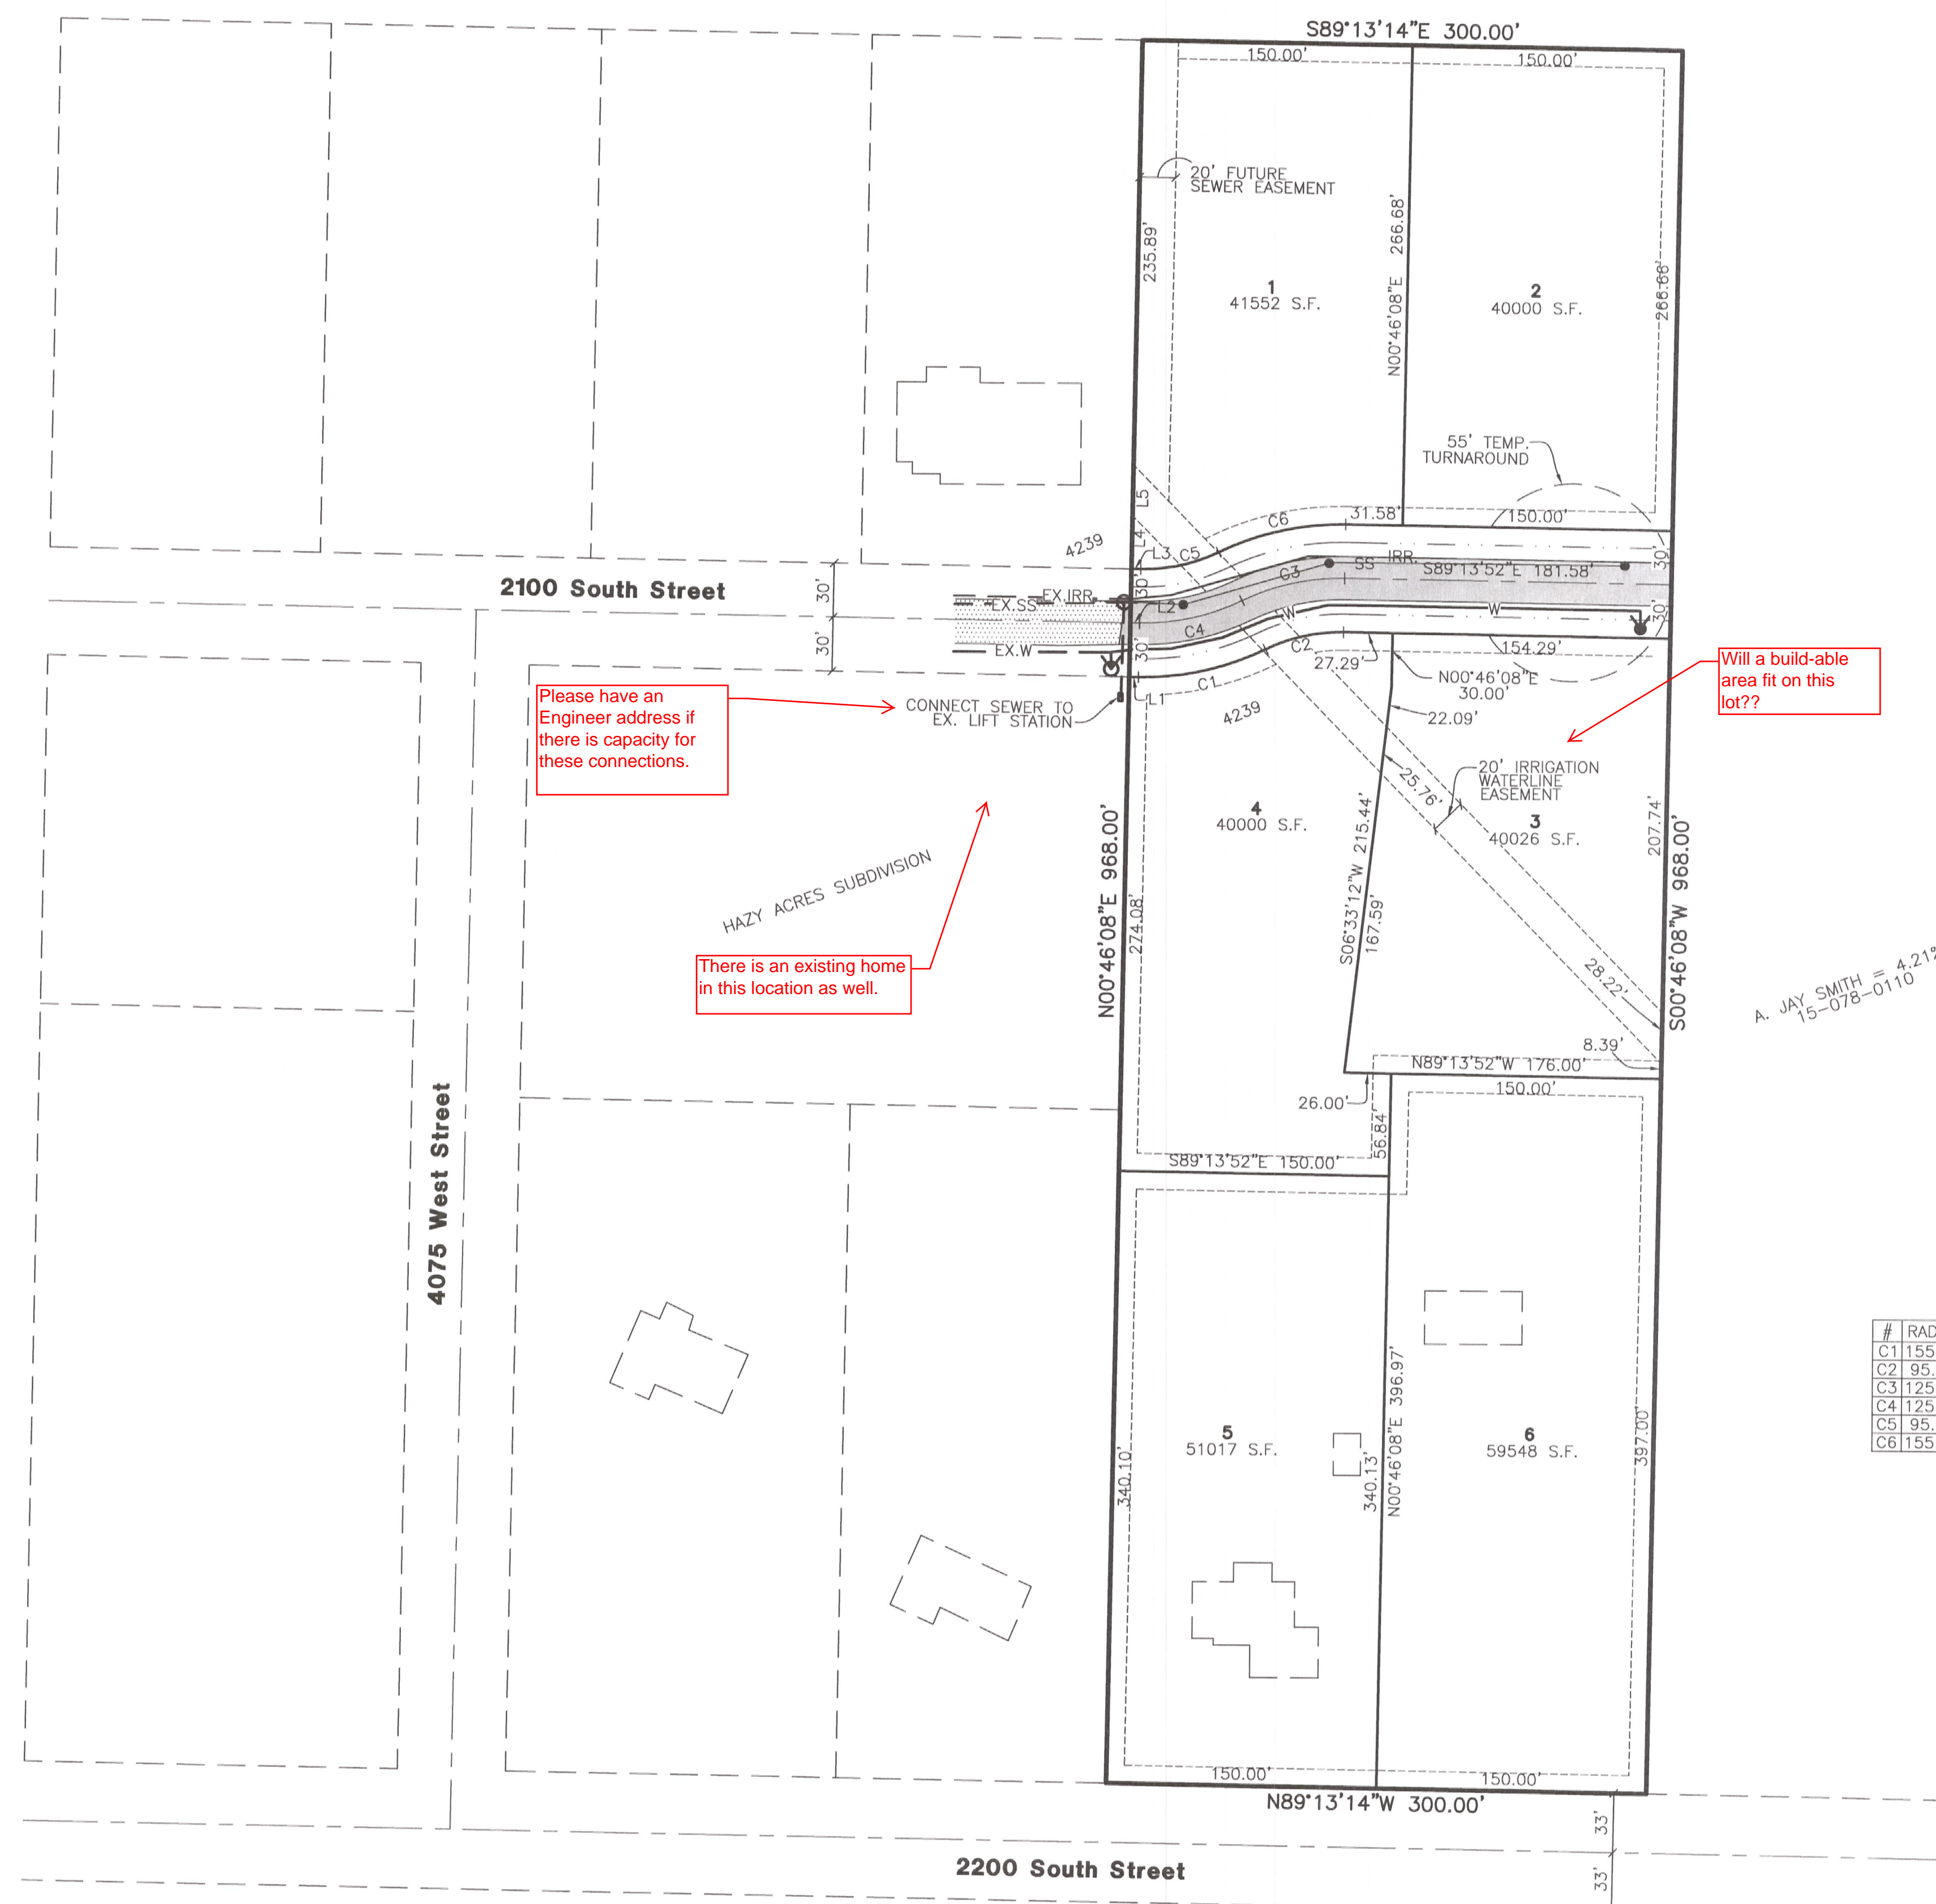 S89°13'14"E 300.00'
150.00'
150.00'
20' FUTURE
SEWER EASEMENT
235.89'
N00°46'08"E 266.68'
266.66'
1
41552 S.F.
2
40000 S.F.
55' TEMP.
TURNAROUND
L5
L4
C6
31.58'
150.00'
4239
L3
C5
30'
IRR.
SS
C3
S89°13'52"E 181.58'
30'
2100 South Street
30'
EX.IRR.
EX.SS
L2
W
W
30'
C4
30'
EX.W
30'
C2
27.29'
154.29'
C1
L1
N00°46'08"E
30.00'
Will a build-able
area fit on this
lot??
Please have an
Engineer address if
there is capacity for
these connections.
CONNECT SEWER TO
EX. LIFT STATION
4239
22.09'
25.76'
20' IRRIGATION
WATERLINE
EASEMENT
4
40000 S.F.
3
40026 S.F.
207.74'
N00°46'08"E 968.00'
S00°46'08"W 968.00'
274.08'
S06°33'12"W 215.44'
167.59'
HAZY ACRES SUBDIVISION
There is an existing home
in this location as well.
28.22'
A. JAY SMITH = 4.21
15-078-0110
8.39'
N89°13'52"W 176.00'
150.00'
26.00'
56.84'
S89°13'52"E 150.00'
4075 West Street
N00°46'08"E 396.97'
5
51017 S.F.
6
59548 S.F.
340.10'
340.13'
397.00'
# RAD
C1 155
C2 95.
C3 125
C4 125
C5 95.
C6 155
150.00'
150.00'
N89°13'14"W 300.00'
33'
2200 South Street
33'